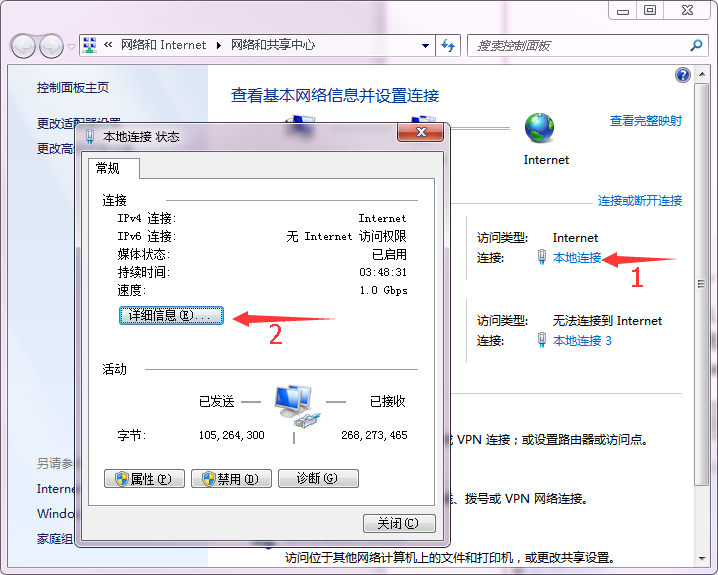 « 网络和 Internet 网络和共享中心
搜索控制面板
控制面板主页
查看基本网络信息并设置连接
更改适配器设置
更改高
查看完整映射
Internet
连接或断开连接
访问类型: Internet
连接: 本地连接
1
访问类型: 无法连接到 Internet
连接: 本地连接 3
VPN 连接；或设置路由器或访问点。
、拨号或 VPN 网络连接。
访问位于其他网络计算机上的文件和打印机，或更改共享设置。
另请参
Interne
Windo
家庭组
本地连接 状态
常规
连接
IPv4 连接: Internet
IPv6 连接: 无 Internet 访问权限
媒体状态: 已启用
持续时间: 03:48:31
速度: 1.0 Gbps
详细信息(E)...
2
活动
已发送 已接收
字节: 105,264,300 268,273,465
属性(P) 禁用(D) 诊断(G)
关闭(C)